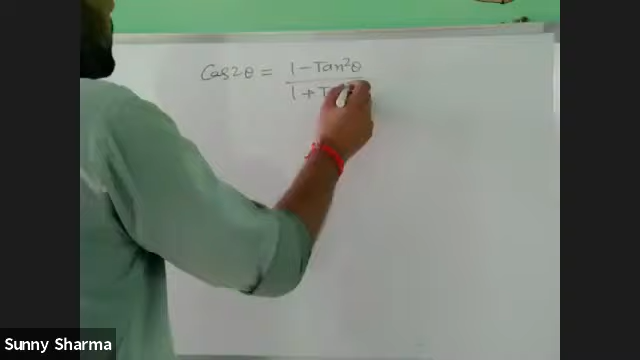 Cos2θ = 1 - Tan²θ
1 + T
Sunny Sharma